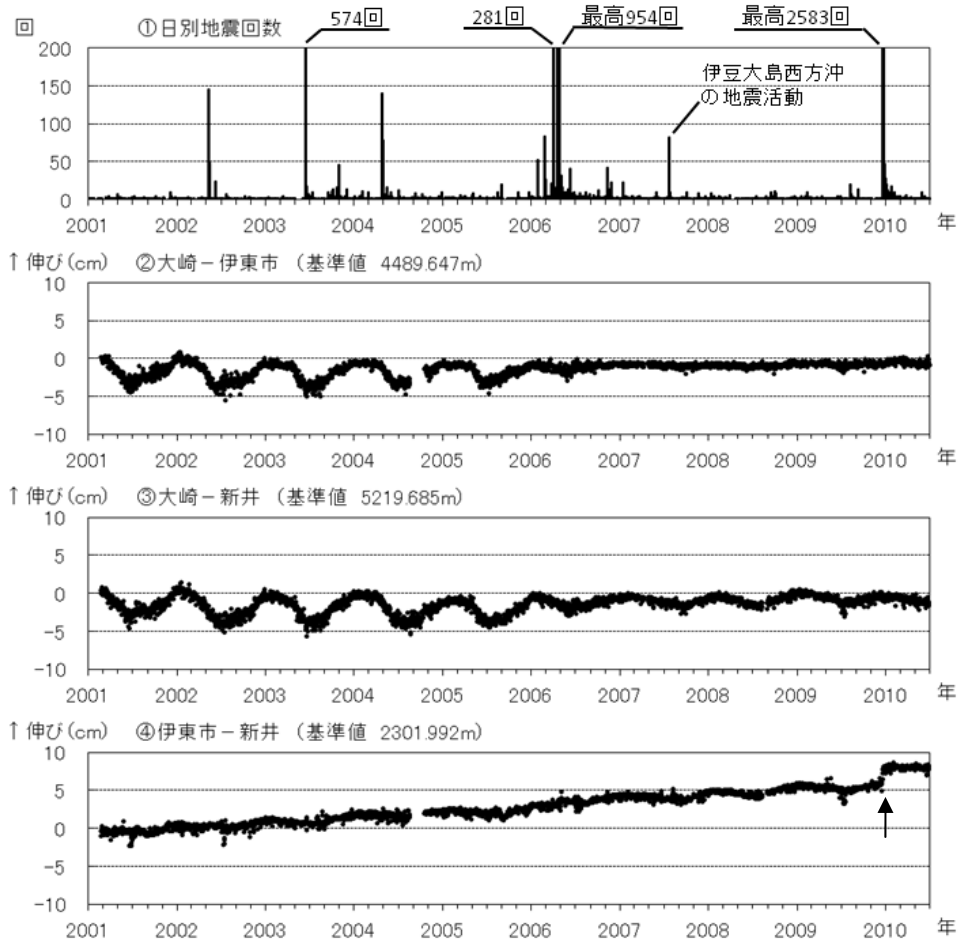 574回 281回 最高954回 最高2583回
回 ①日別地震回数
200
150
100
50
0
伊豆大島西方沖
の地震活動
2001 2002 2003 2004 2005 2006 2007 2008 2009 2010 年
↑伸び(cm) ②大崎－伊東市 (基準値 4489.647m)
10
5
0
-5
-10
2001 2002 2003 2004 2005 2006 2007 2008 2009 2010 年
↑伸び(cm) ③大崎－新井 (基準値 5219.685m)
10
5
0
-5
-10
2001 2002 2003 2004 2005 2006 2007 2008 2009 2010 年
↑伸び(cm) ④伊東市－新井 (基準値 2301.992m)
10
5
0
-5
-10
2001 2002 2003 2004 2005 2006 2007 2008 2009 2010 年